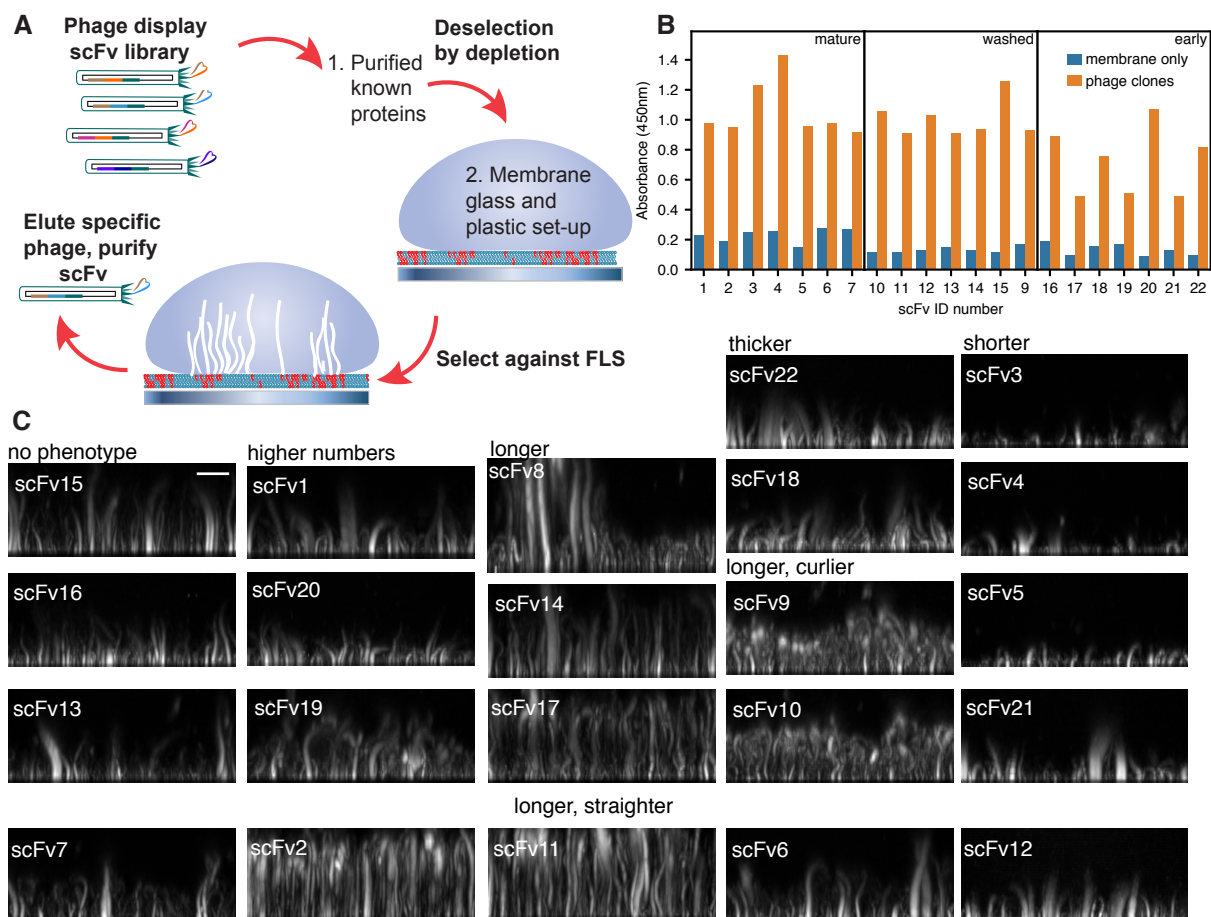 A
Phage display
scFv library
1. Purified
known
proteins
Deselection
by depletion
2. Membrane
glass and
plastic set-up
Select against FLS
Elute specific
phage, purify
scFv
B
mature
washed
early
membrane only
phage clones
Absorbance (450nm)
1.4
1.2
1.0
0.8
0.6
0.4
0.2
0.0
1 2 3 4 5 6 7 10 11 12 13 14 15 9 16 17 18 19 20 21 22
scFv ID number
C
no phenotype
scFv15
scFv16
scFv13
scFv7
higher numbers
scFv1
scFv20
scFv19
scFv2
longer
scFv8
scFv14
scFv17
longer, straighter
scFv11
thicker
scFv22
scFv18
longer, curlier
scFv9
scFv10
scFv6
shorter
scFv3
scFv4
scFv5
scFv21
scFv12